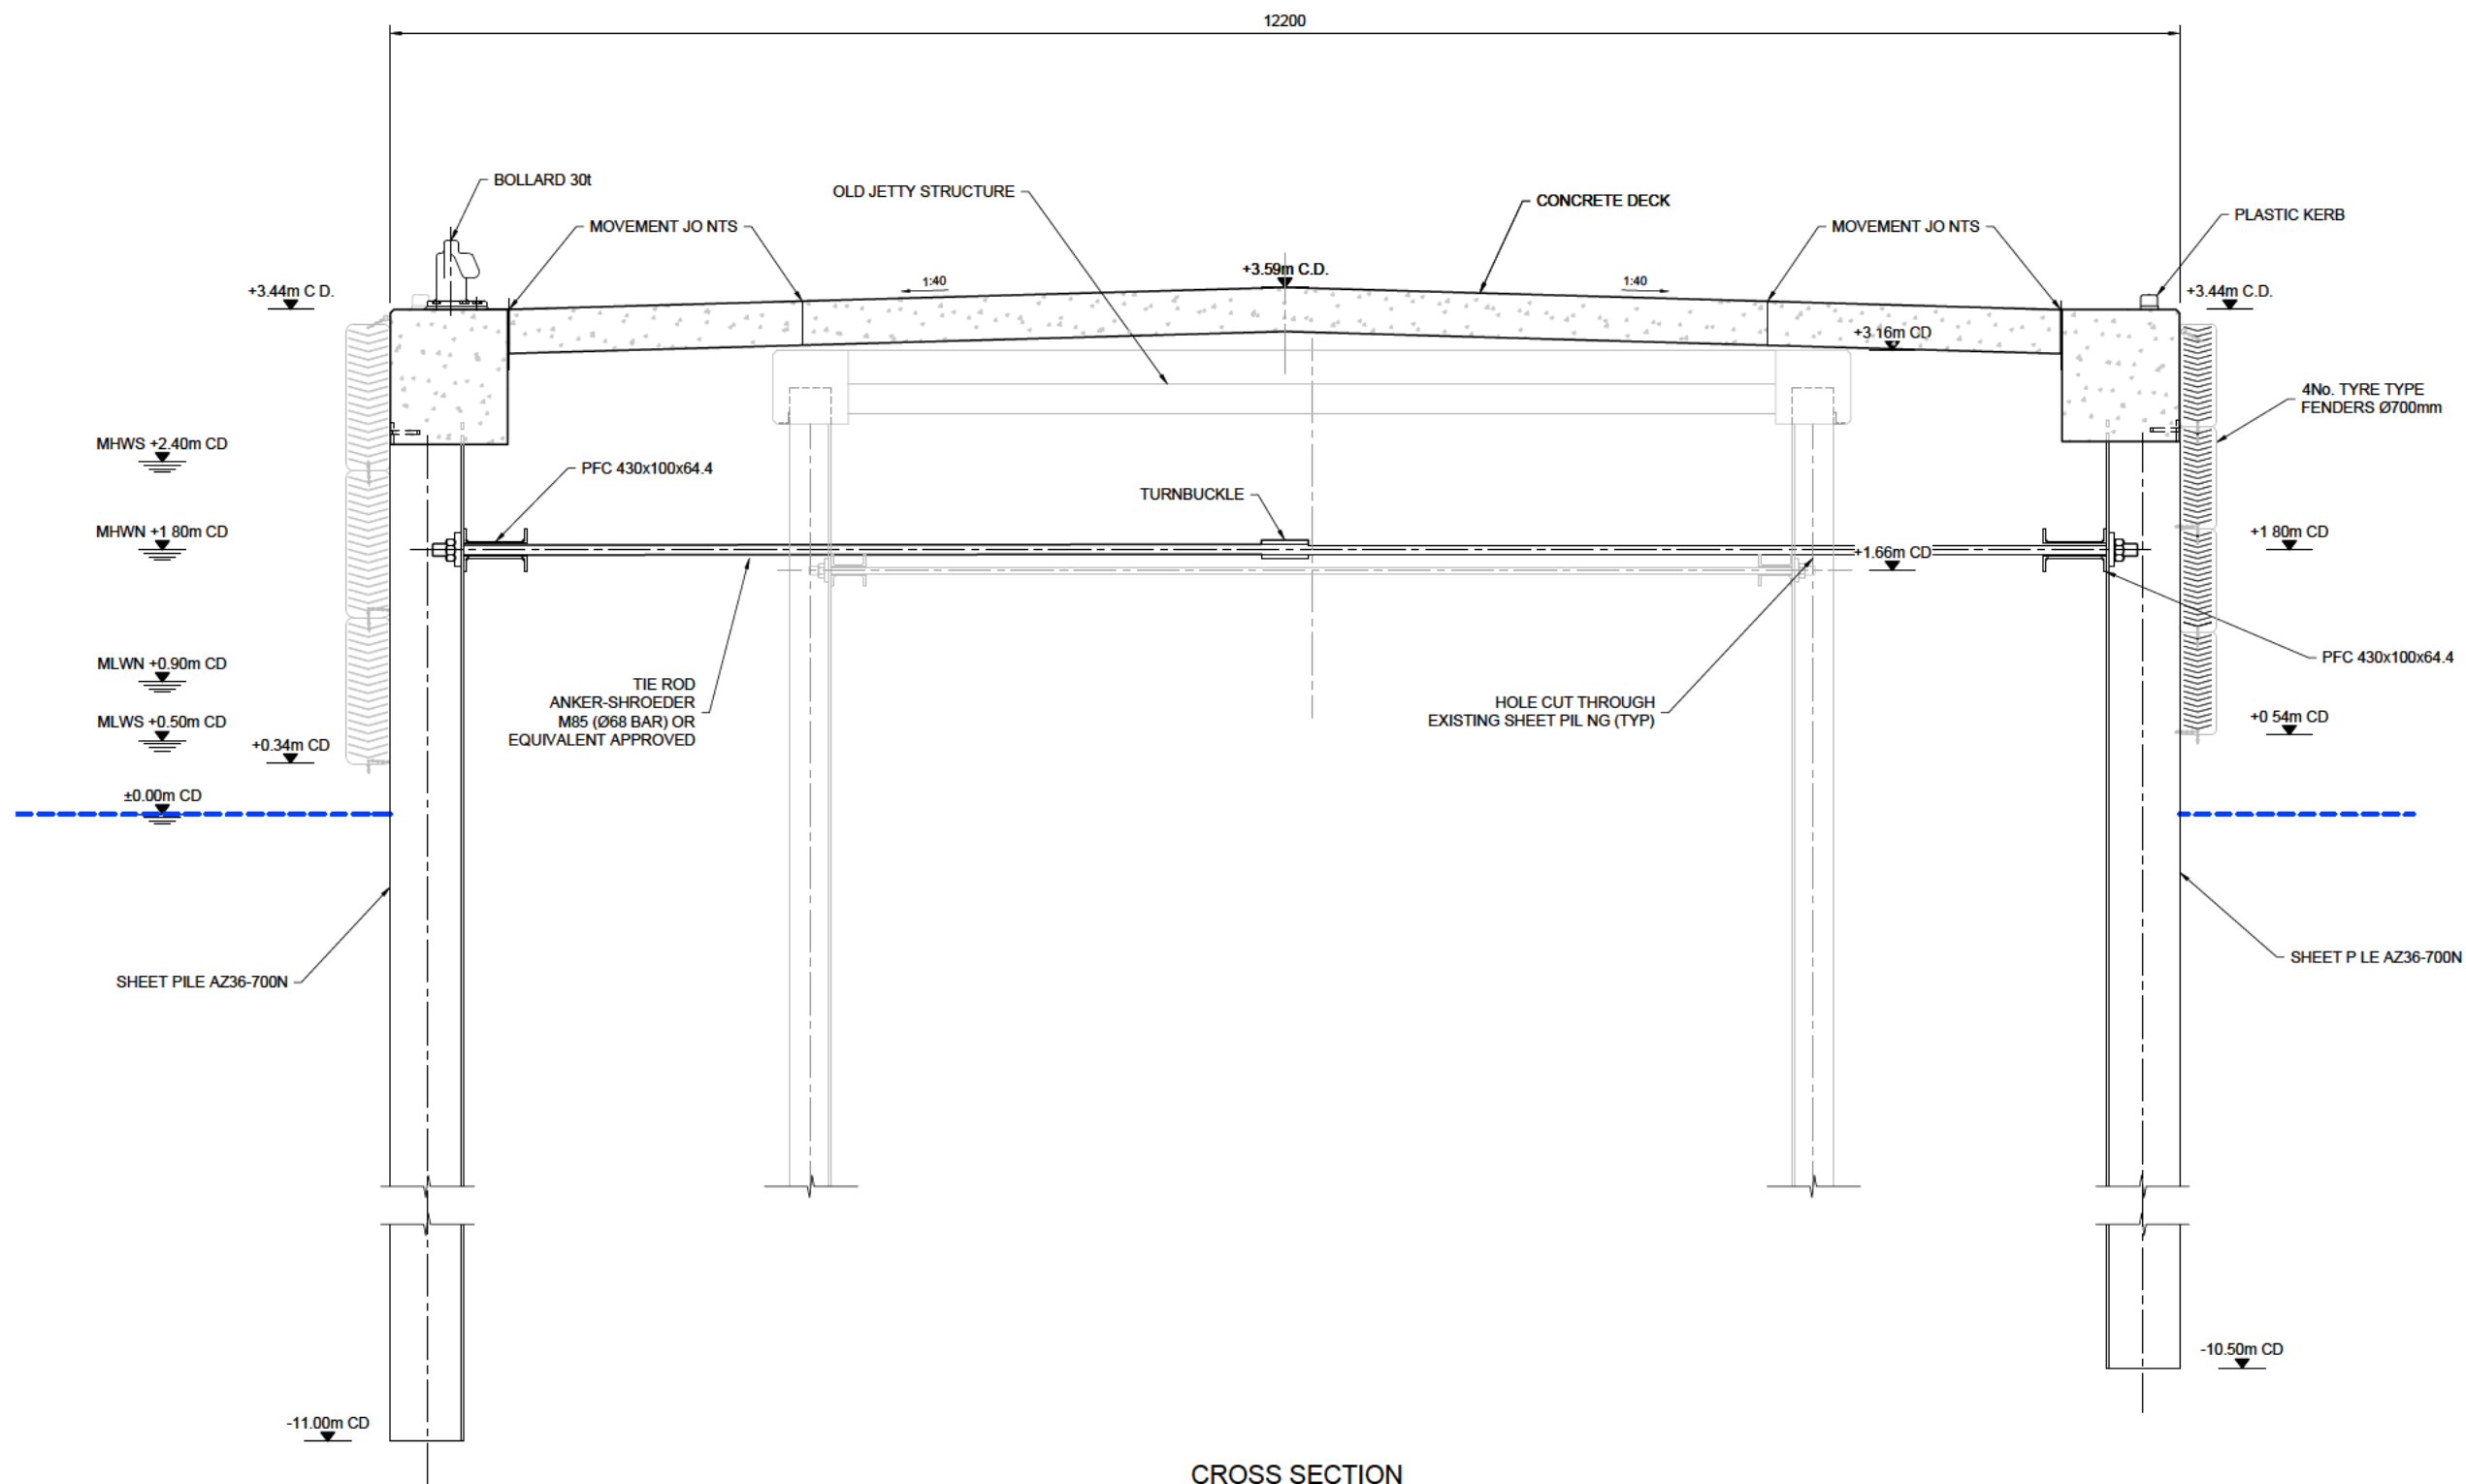 12200
BOLLARD 30t
OLD JETTY STRUCTURE
CONCRETE DECK
PLASTIC KERB
MOVEMENT JO NTS
MOVEMENT JO NTS
+3.59m C.D.
1:40
1:40
+3.44m C D.
+3.44m C.D.
+3.16m CD
4No. TYRE TYPE
FENDERS Ø700mm
MHWS +2.40m CD
PFC 430x100x64.4
TURNBUCKLE
MHWN +1 80m CD
+1 80m CD
+1.66m CD
MLWN +0.90m CD
PFC 430x100x64.4
TIE ROD
ANKER-SHROEDER
M85 (Ø68 BAR) OR
EQUIVALENT APPROVED
HOLE CUT THROUGH
EXISTING SHEET PIL NG (TYP)
MLWS +0.50m CD
+0 54m CD
+0.34m CD
±0.00m CD
SHEET PILE AZ36-700N
SHEET P LE AZ36-700N
-10.50m CD
-11.00m CD
CROSS SECTION